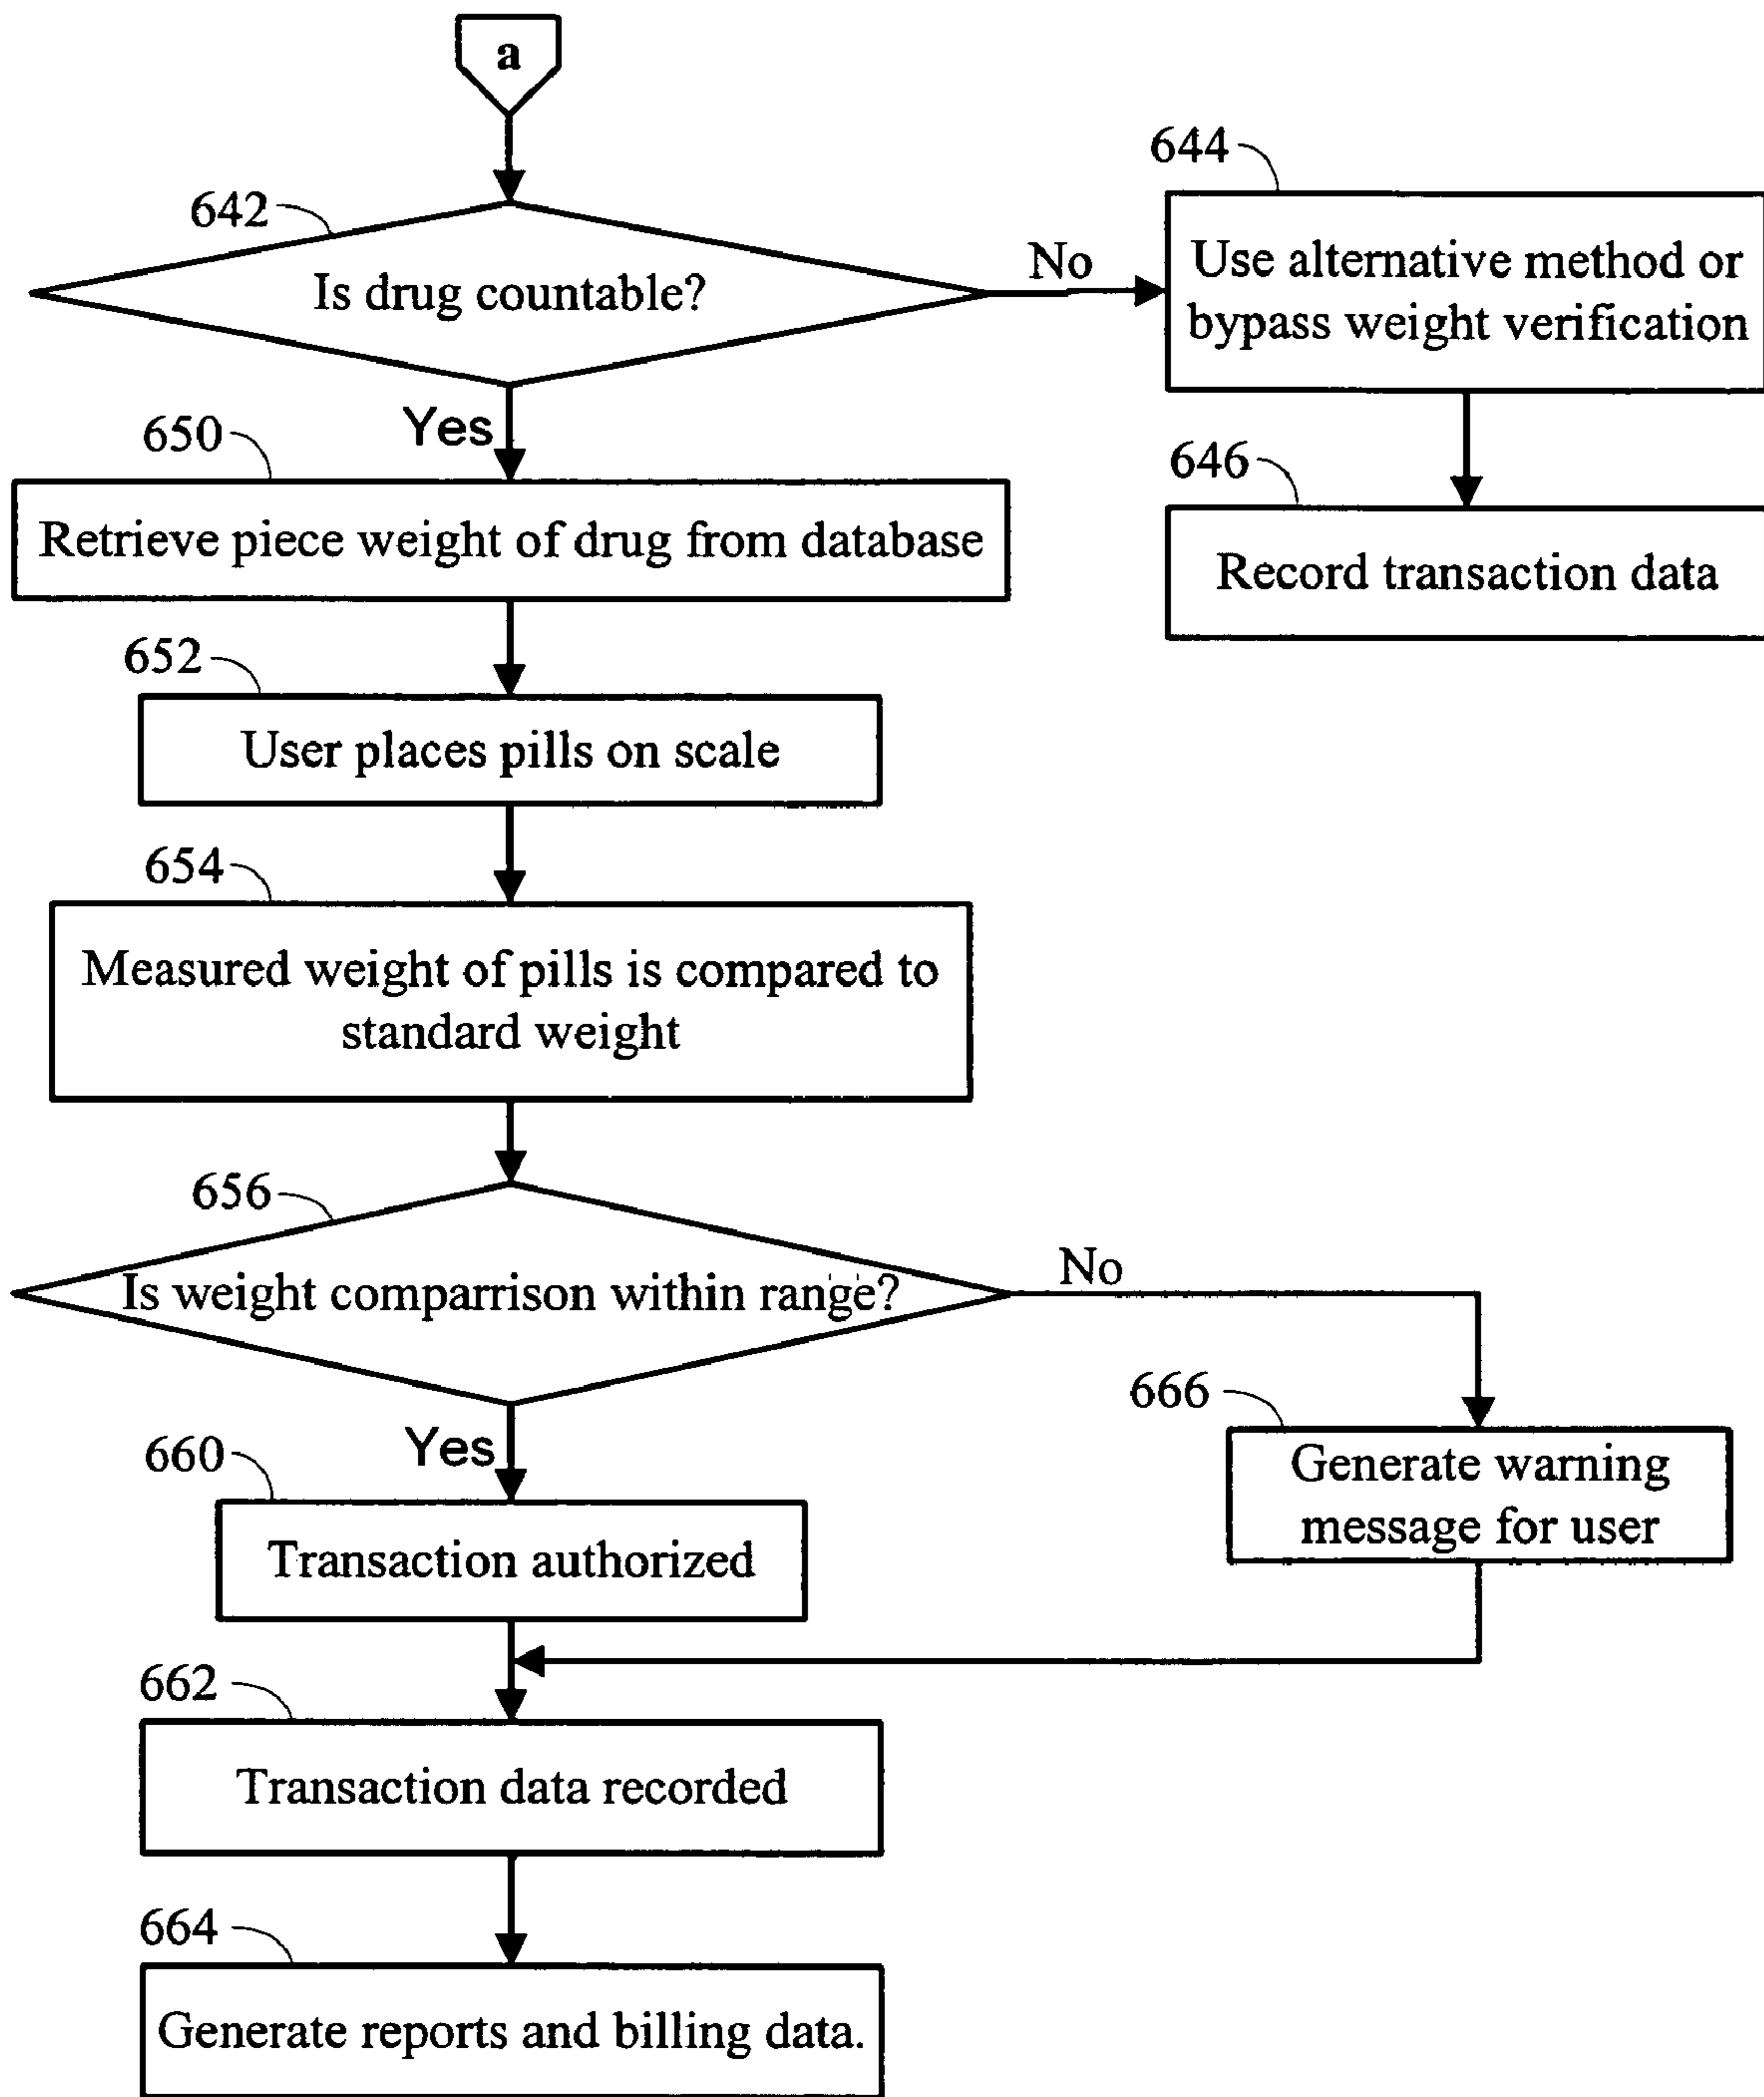 a
642
Is drug countable?
No
644
Use alternative method or
bypass weight verification
Yes
646
Record transaction data
650
Retrieve piece weight of drug from database
652
User places pills on scale
654
Measured weight of pills is compared to
standard weight
656
Is weight comparrison within range?
No
666
Generate warning
message for user
Yes
660
Transaction authorized
662
Transaction data recorded
664
Generate reports and billing data.